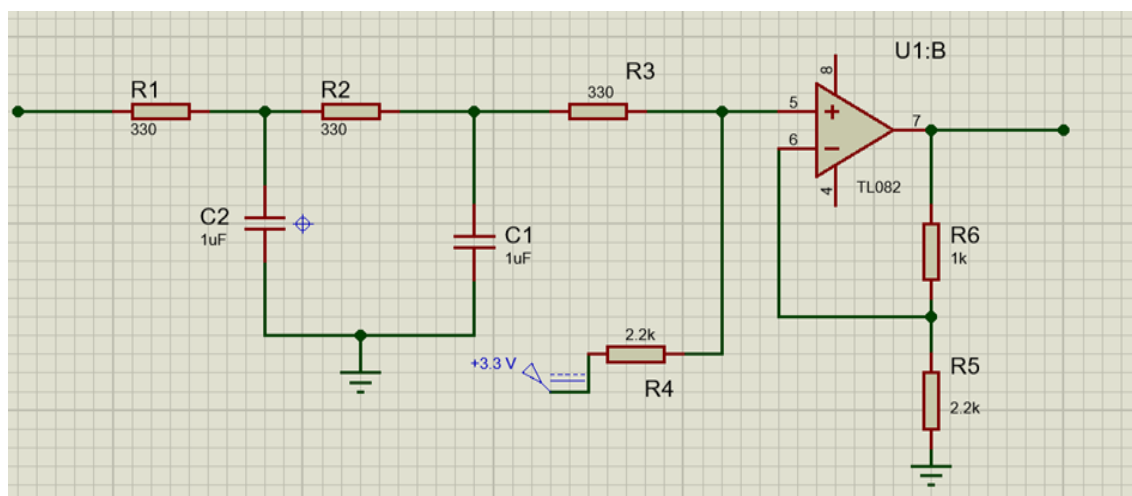 U1:B
R1
330
R2
330
R3
330
8
5
6
7
4
TL082
C2
1uF
C1
1uF
R6
1k
+3.3 V
2.2k
R4
R5
2.2k